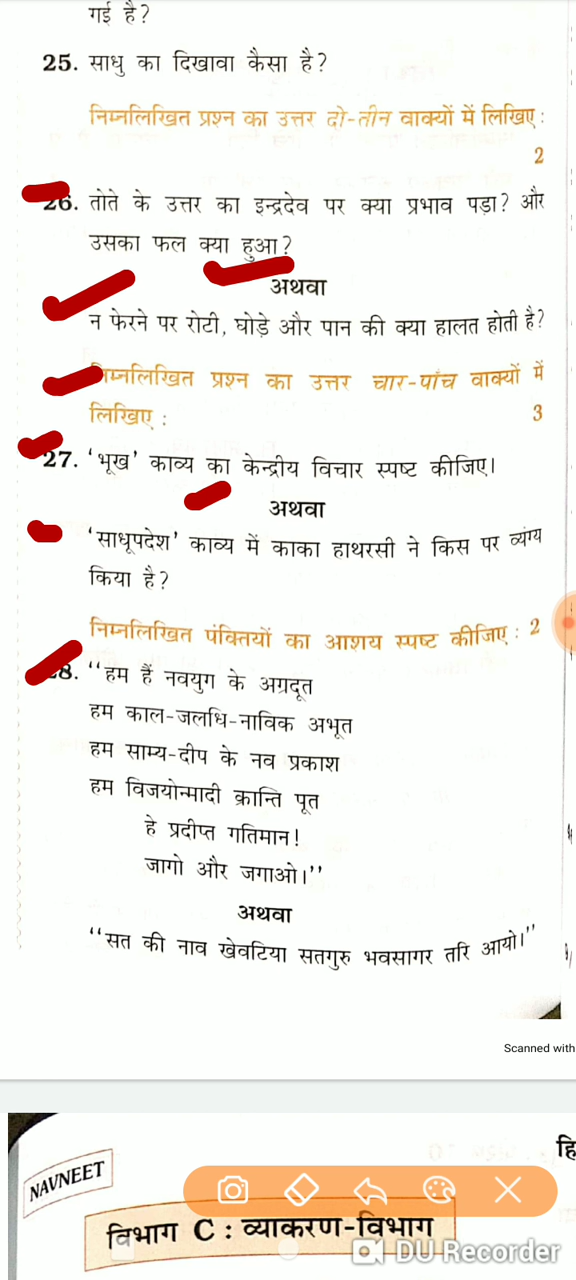 गई है?
25. साधु का दिखावा कैसा है?
निम्नलिखित प्रश्न का उत्तर दो-तीन वाक्यों में लिखिए :
2
26. तोते के उत्तर का इन्द्रदेव पर क्या प्रभाव पड़ा? और
उसका फल क्या हुआ?
अथवा
न फेरने पर रोटी, घोड़े और पान की क्या हालत होती है?
निम्नलिखित प्रश्न का उत्तर चार-पांच वाक्यों में
लिखिए :
3
27. ‘भूख’ काव्य का केन्द्रीय विचार स्पष्ट कीजिए।
अथवा
‘साधूपदेश’ काव्य में काका हाथरसी ने किस पर व्यंग्य
किया है?
निम्नलिखित पंक्तियों का आशय स्पष्ट कीजिए : 2
28. ‘‘हम हैं नवयुग के अग्रदूत
हम काल-जलधि-नाविक अभूत
हम साम्य-दीप के नव प्रकाश
हम विजयोन्मादी क्रान्ति पूत
हे प्रदीप्त गतिमान!
जागो और जगाओ।’’
अथवा
‘‘सत की नाव खेवटिया सतगुरु भवसागर तरि आयो।’’
Scanned with
हि
NAVNEET
विभाग C : व्याकरण-विभाग
DU Recorder